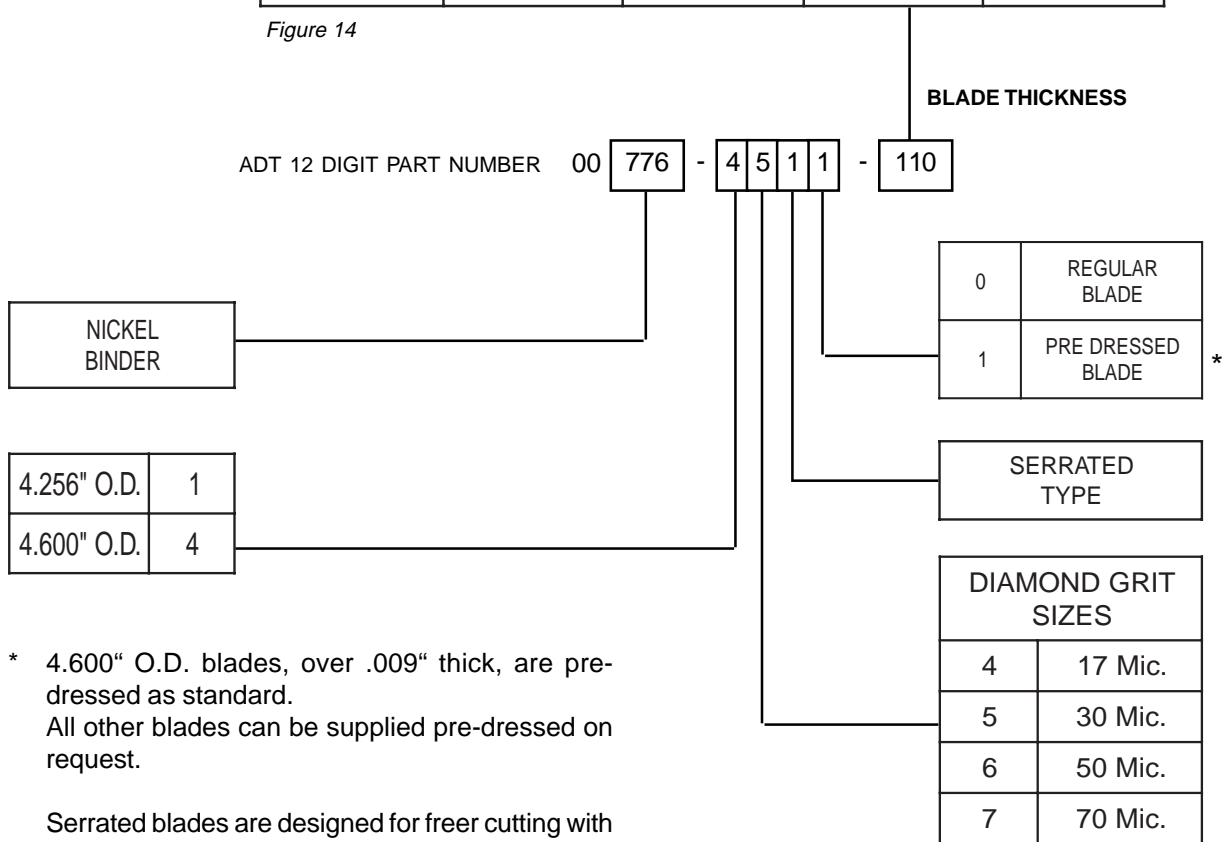 Figure 14
BLADE THICKNESS
ADT 12 DIGIT PART NUMBER 00 776 - 4 5 1 1 - 110
0 REGULAR
BLADE
1 PRE DRESSED
BLADE *
NICKEL
BINDER
4.256" O.D. 1
4.600" O.D. 4
SERRATED
TYPE
DIAMOND GRIT
SIZES
4 17 Mic.
5 30 Mic.
6 50 Mic.
7 70 Mic.
* 4.600“ O.D. blades, over .009“ thick, are pre-
dressed as standard.
All other blades can be supplied pre-dressed on
request.
Serrated blades are designed for freer cutting with